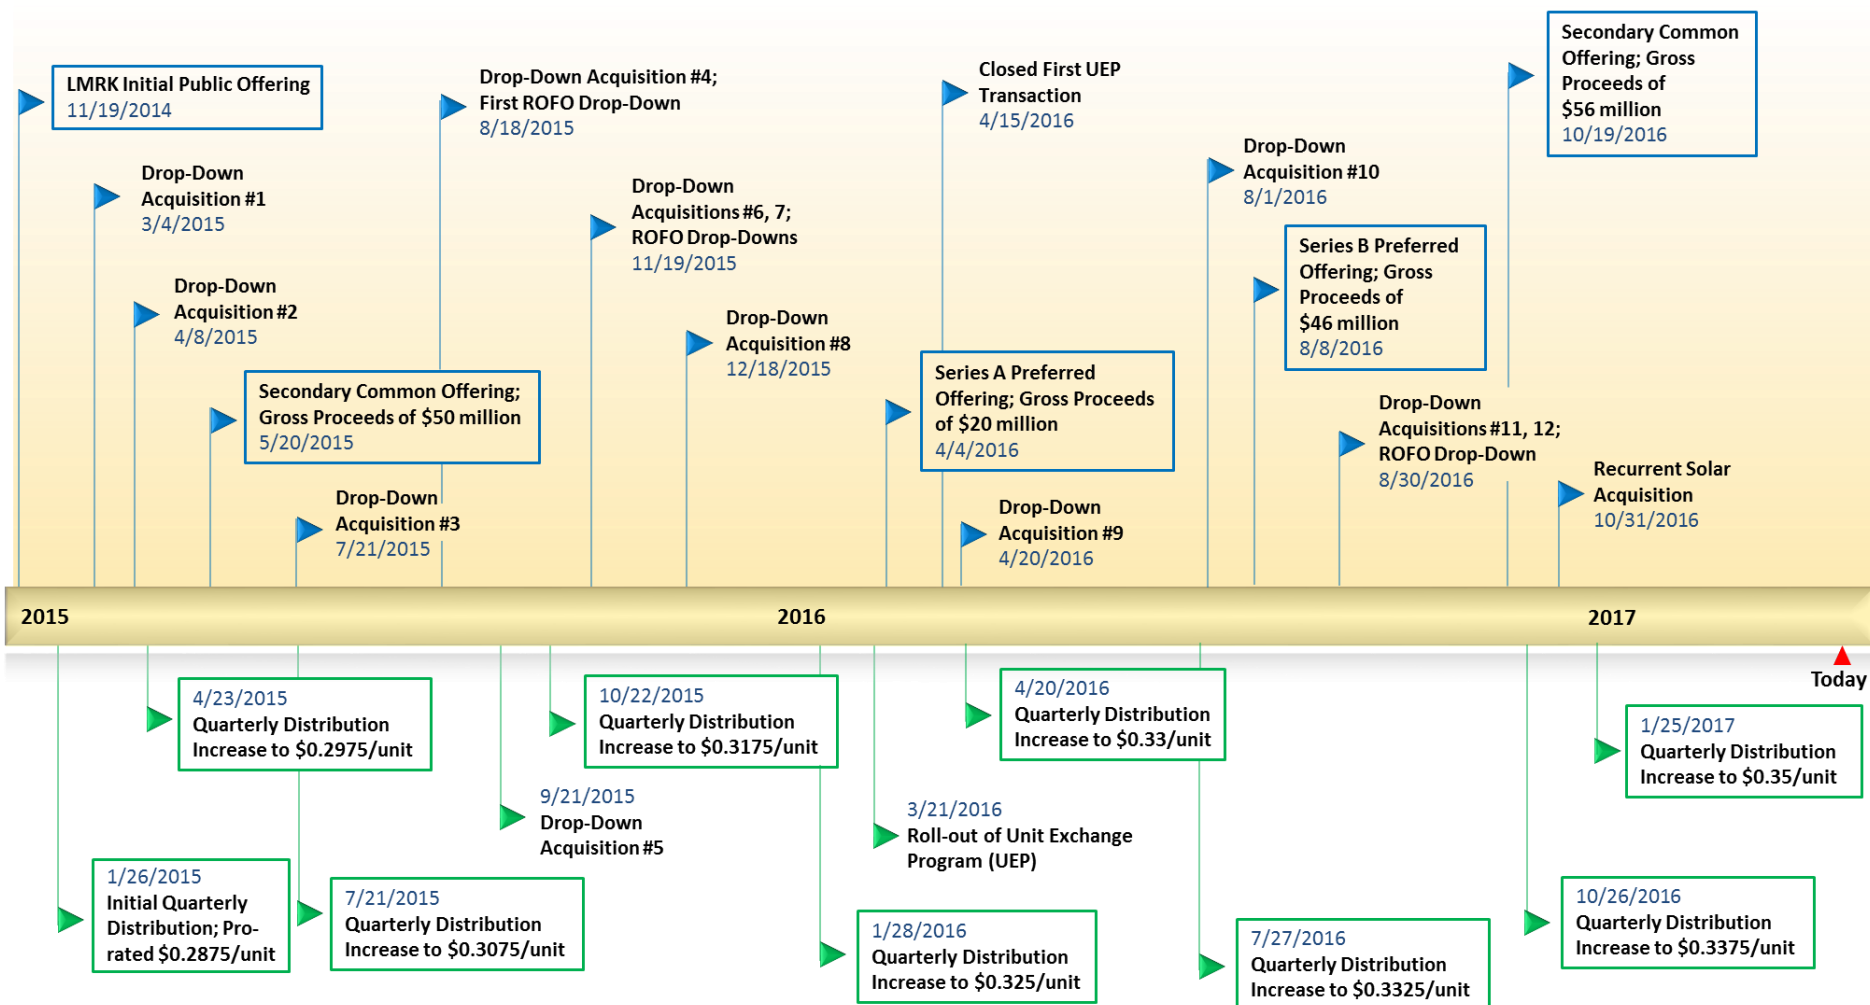 LMRK Initial Public Offering
11/19/2014
Drop-Down
Acquisition #1
3/4/2015
Drop-Down
Acquisition #2
4/8/2015
Secondary Common Offering;
Gross Proceeds of $50 million
5/20/2015
Drop-Down
Acquisition #3
7/21/2015
Drop-Down Acquisition #4;
First ROFO Drop-Down
8/18/2015
Drop-Down
Acquisitions #6, 7;
ROFO Drop-Downs
11/19/2015
Drop-Down
Acquisition #8
12/18/2015
Series A Preferred
Offering; Gross Proceeds
of $20 million
4/4/2016
Closed First UEP
Transaction
4/15/2016
Drop-Down
Acquisition #9
4/20/2016
Drop-Down
Acquisition #10
8/1/2016
Series B Preferred
Offering; Gross
Proceeds of
$46 million
8/8/2016
Drop-Down
Acquisitions #11, 12;
ROFO Drop-Down
8/30/2016
Secondary Common
Offering; Gross
Proceeds of
$56 million
10/19/2016
Recurrent Solar
Acquisition
10/31/2016
2015
2016
2017
Today
1/26/2015
Initial Quarterly
Distribution; Pro-
rated $0.2875/unit
4/23/2015
Quarterly Distribution
Increase to $0.2975/unit
7/21/2015
Quarterly Distribution
Increase to $0.3075/unit
9/21/2015
Drop-Down
Acquisition #5
10/22/2015
Quarterly Distribution
Increase to $0.3175/unit
1/28/2016
Quarterly Distribution
Increase to $0.325/unit
3/21/2016
Roll-out of Unit Exchange
Program (UEP)
4/20/2016
Quarterly Distribution
Increase to $0.33/unit
7/27/2016
Quarterly Distribution
Increase to $0.3325/unit
10/26/2016
Quarterly Distribution
Increase to $0.3375/unit
1/25/2017
Quarterly Distribution
Increase to $0.35/unit